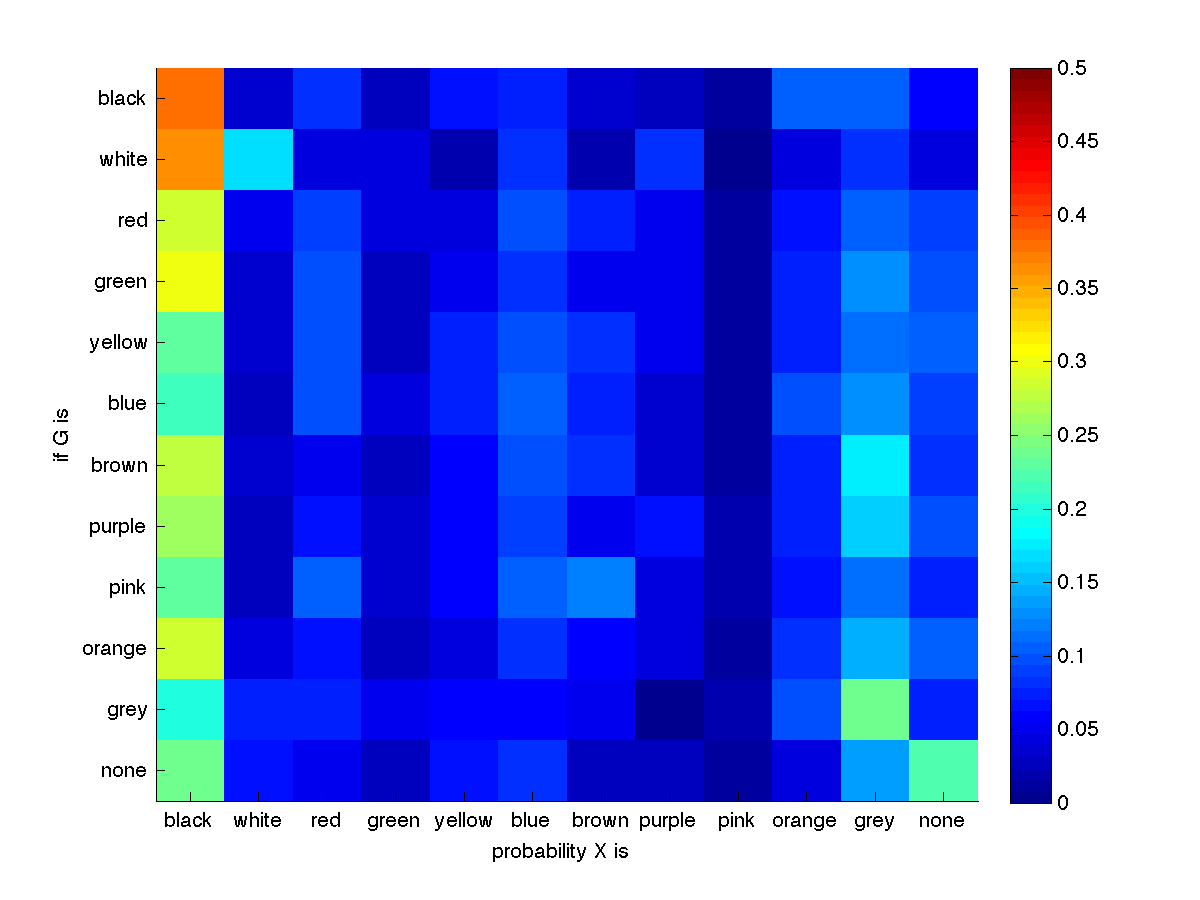 black
white
red
green
yellow
blue
brown
purple
pink
orange
grey
none
if G is
black white red green yellow blue brown purple pink orange grey none
probability X is
0.5
0.45
0.4
0.35
0.3
0.25
0.2
0.15
0.1
0.05
0